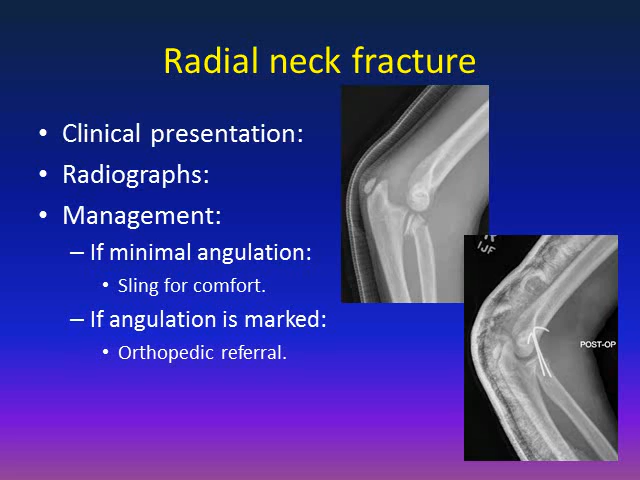 Radial neck fracture
• Clinical presentation:
• Radiographs:
• Management:
– If minimal angulation:
• Sling for comfort.
– If angulation is marked:
• Orthopedic referral.
IJF
POST-OP